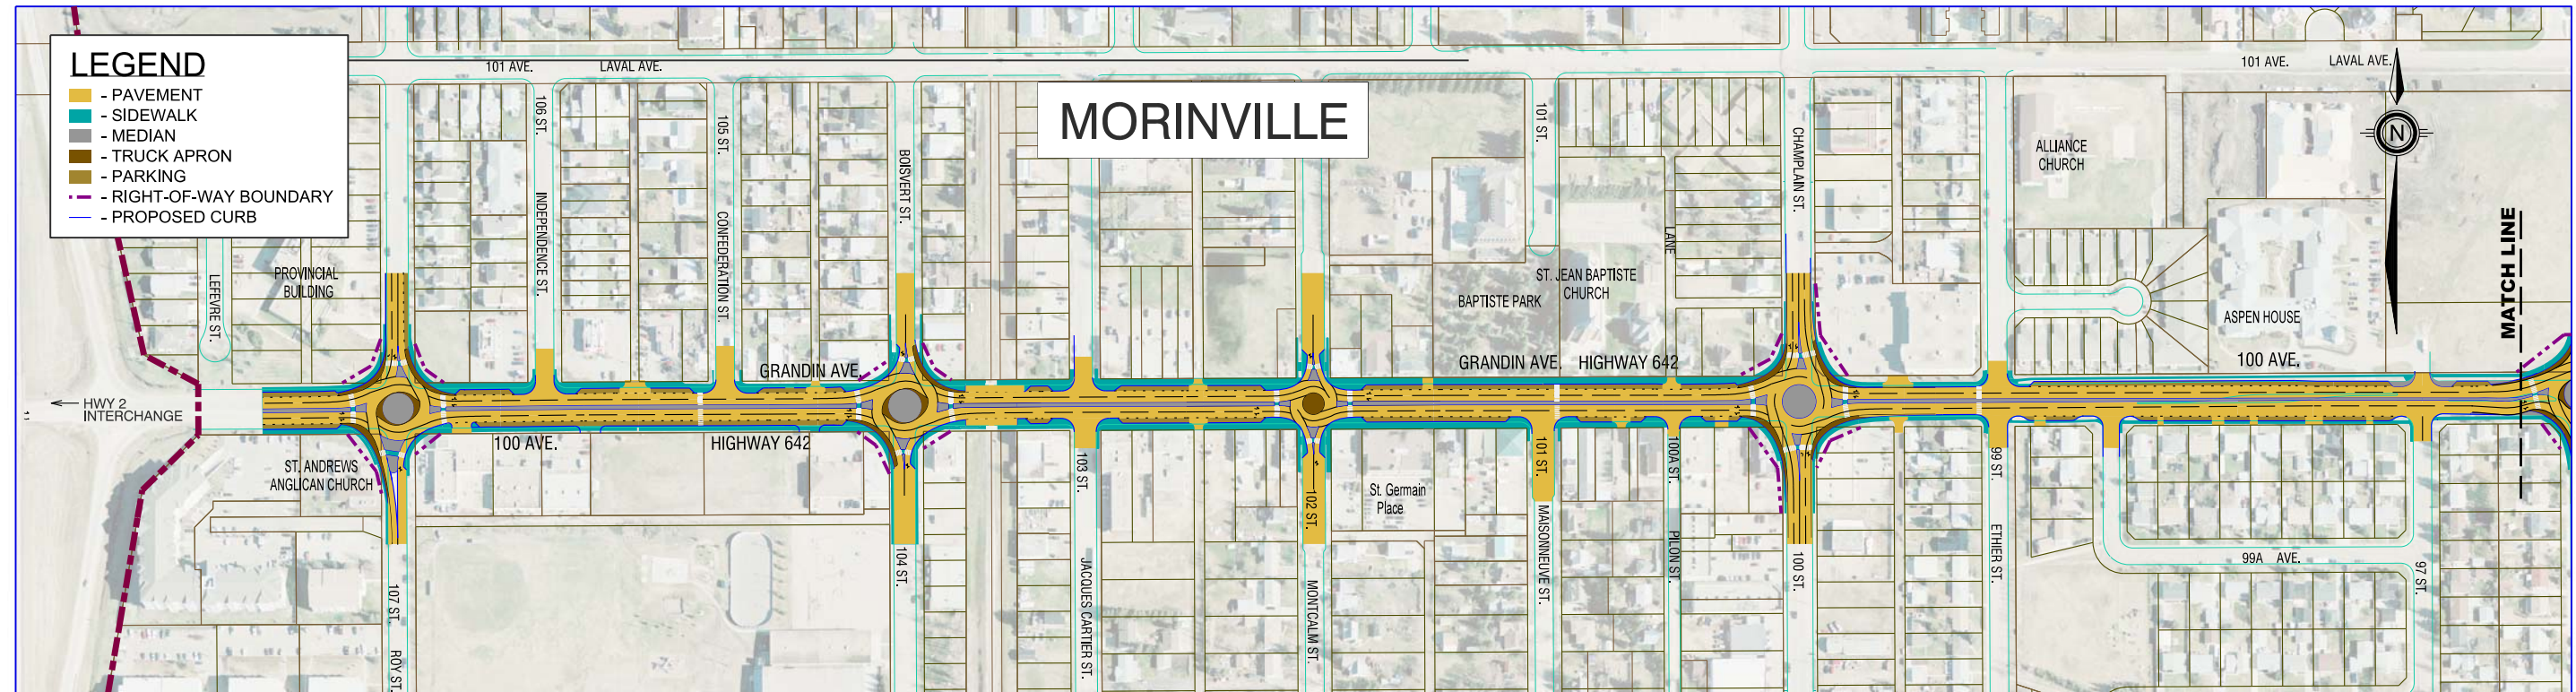 LEGEND
- PAVEMENT
- SIDEWALK
- MEDIAN
- TRUCK APRON
- PARKING
- RIGHT-OF-WAY BOUNDARY
- PROPOSED CURB
101 AVE.
LAVAL AVE.
MORINVILLE
101 AVE.
LAVAL AVE.
N
106 ST.
INDEPENDENCE ST.
105 ST.
CONFEDERATION ST.
BOISVERT ST.
101 ST.
LANE
CHAMPLAIN ST.
ALLIANCE
CHURCH
MATCH LINE
LEFEVRE ST.
PROVINCIAL
BUILDING
ST. JEAN BAPTISTE
CHURCH
BAPTISTE PARK
ASPEN HOUSE
GRANDIN AVE.
GRANDIN AVE.
HIGHWAY 642
100 AVE.
HWY 2
INTERCHANGE
100 AVE.
HIGHWAY 642
ST. ANDREWS
ANGLICAN CHURCH
107 ST.
ROY ST.
104 ST.
103 ST.
JACQUES CARTIER ST.
102 ST.
MONTCALM ST.
St. Germain
Place
101 ST.
MAISONNEUVE ST.
100A ST.
PILON ST.
100 ST.
99 ST.
ETHIER ST.
99A AVE.
97 ST.